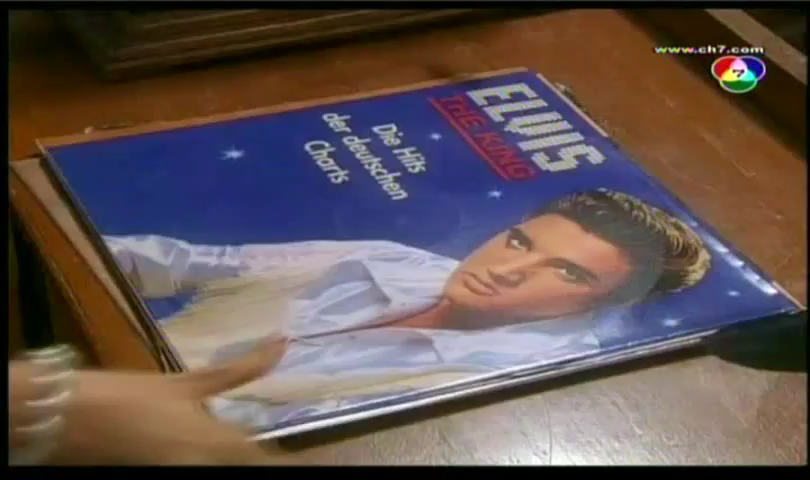 www.ch7.com
7
ELVIS
THE KING
Die Hits
der deutschen
Charts